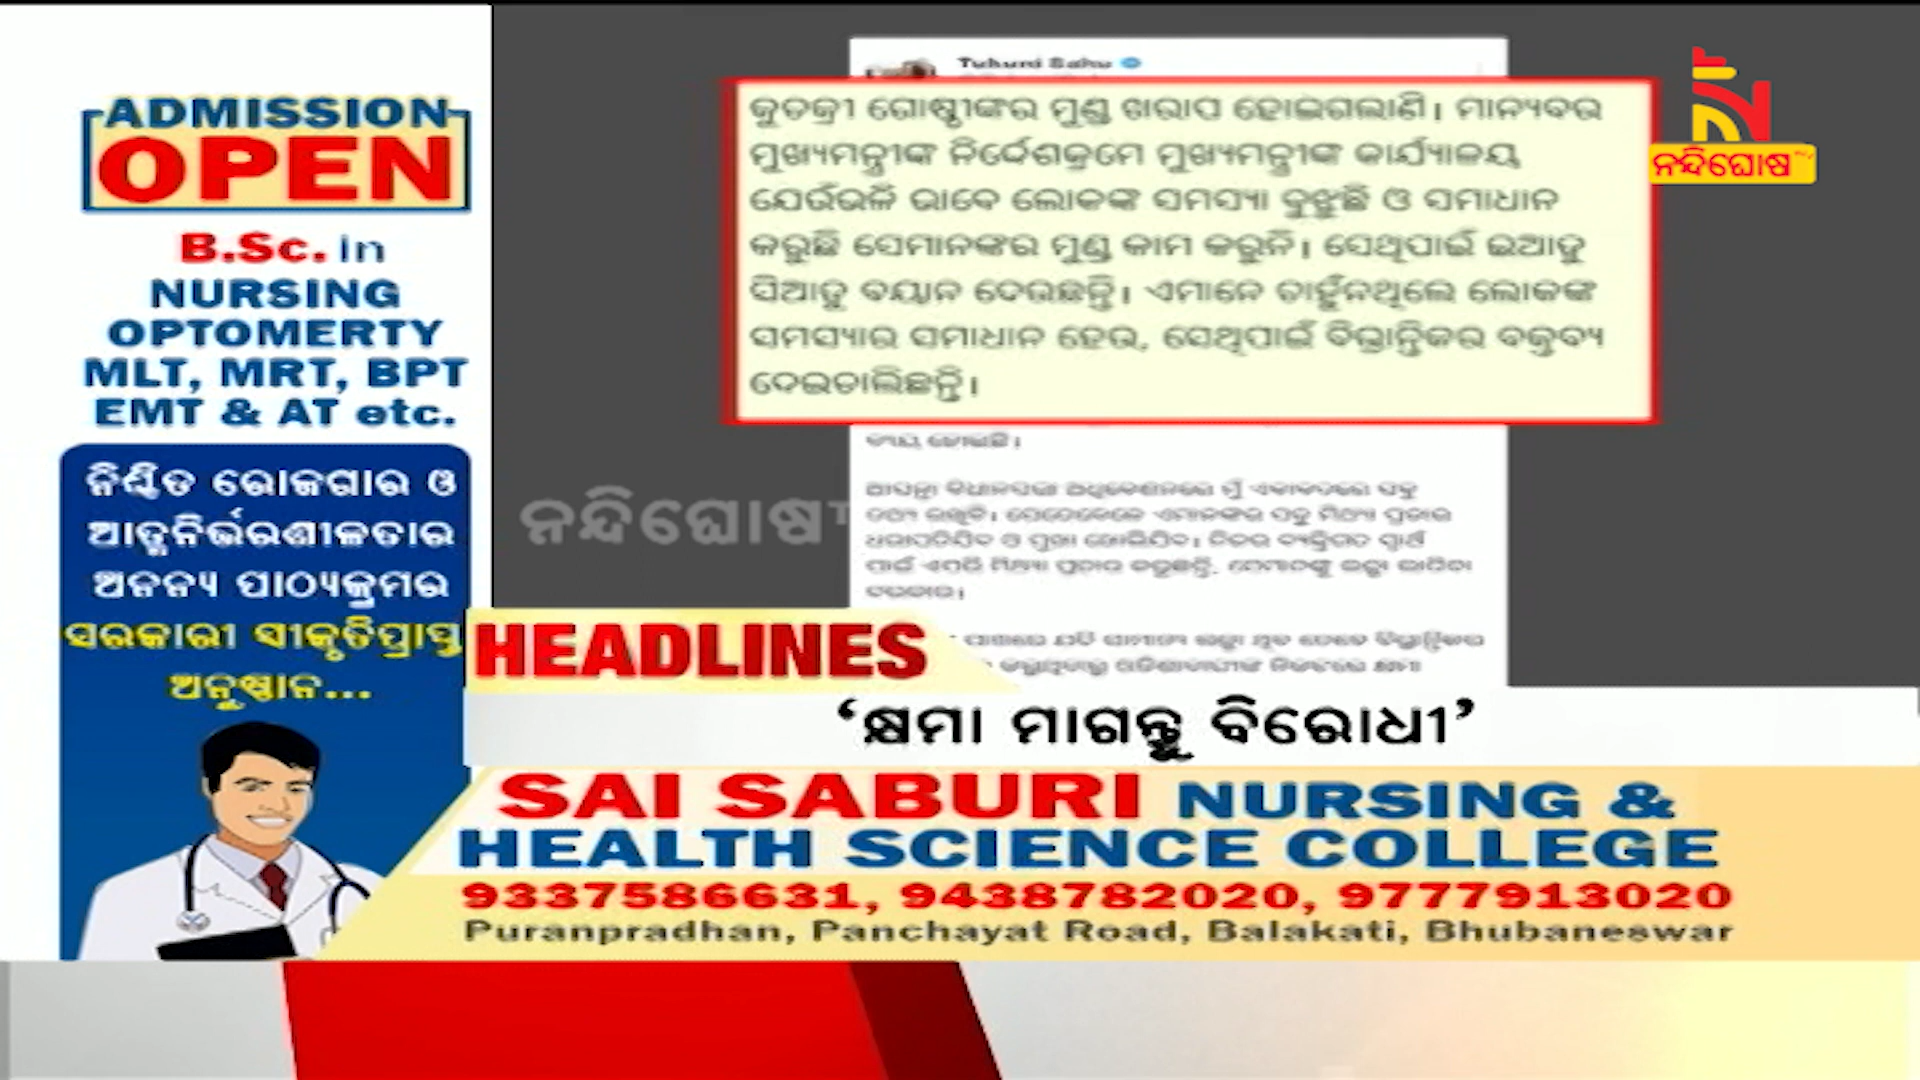 ADMISSION
OPEN
B.Sc. in
NURSING
OPTOMERTY
MLT, MRT, BPT
EMT & AT etc.
ନିଶ୍ଚିତ ରୋଜଗାର ଓ
ଆତ୍ମନିର୍ଭରଶୀଳତାର
ଅନନ୍ୟ ପାଠ୍ୟକ୍ରମର
ସରକାରୀ ସ୍ୱୀକୃତିପ୍ରାପ୍ତ
ଅନୁଷ୍ଠାନ...
Tukuni Sahu
କୁଚକ୍ରୀ ଗୋଷ୍ଠୀଙ୍କର ମୁଣ୍ଡ ଖରାପ ହୋଇଗଲାଣି। ମାନ୍ୟବର
ମୁଖ୍ୟମନ୍ତ୍ରୀଙ୍କ ନିର୍ଦ୍ଦେଶକ୍ରମେ ମୁଖ୍ୟମନ୍ତ୍ରୀଙ୍କ କାର୍ଯ୍ୟାଳୟ
ଯେଉଁଭଳି ଭାବେ ଲୋକଙ୍କ ସମସ୍ୟା ବୁଝୁଛି ଓ ସମାଧାନ
କରୁଛି ସେମାନଙ୍କର ମୁଣ୍ଡ କାମ କରୁନି। ସେଥିପାଇଁ ଇଆଡୁ
ସିଆଡୁ ବୟାନ ଦେଉଛନ୍ତି। ଏମାନେ ଚାହୁଁନଥିଲେ ଲୋକଙ୍କ
ସମସ୍ୟାର ସମାଧାନ ହେଉ, ସେଥିପାଇଁ ବିଭ୍ରାନ୍ତିକର ବକ୍ତବ୍ୟ
ଦେଇଚାଲିଛନ୍ତି।
ନନ୍ଦିଘୋଷ
ନନ୍ଦିଘୋଷ
HEADLINES
‘କ୍ଷମା ମାଗନ୍ତୁ ବିରୋଧୀ’
SAI SABURI NURSING &
HEALTH SCIENCE COLLEGE
9337586631, 9438782020, 9777913020
Puranpradhan, Panchayat Road, Balakati, Bhubaneswar